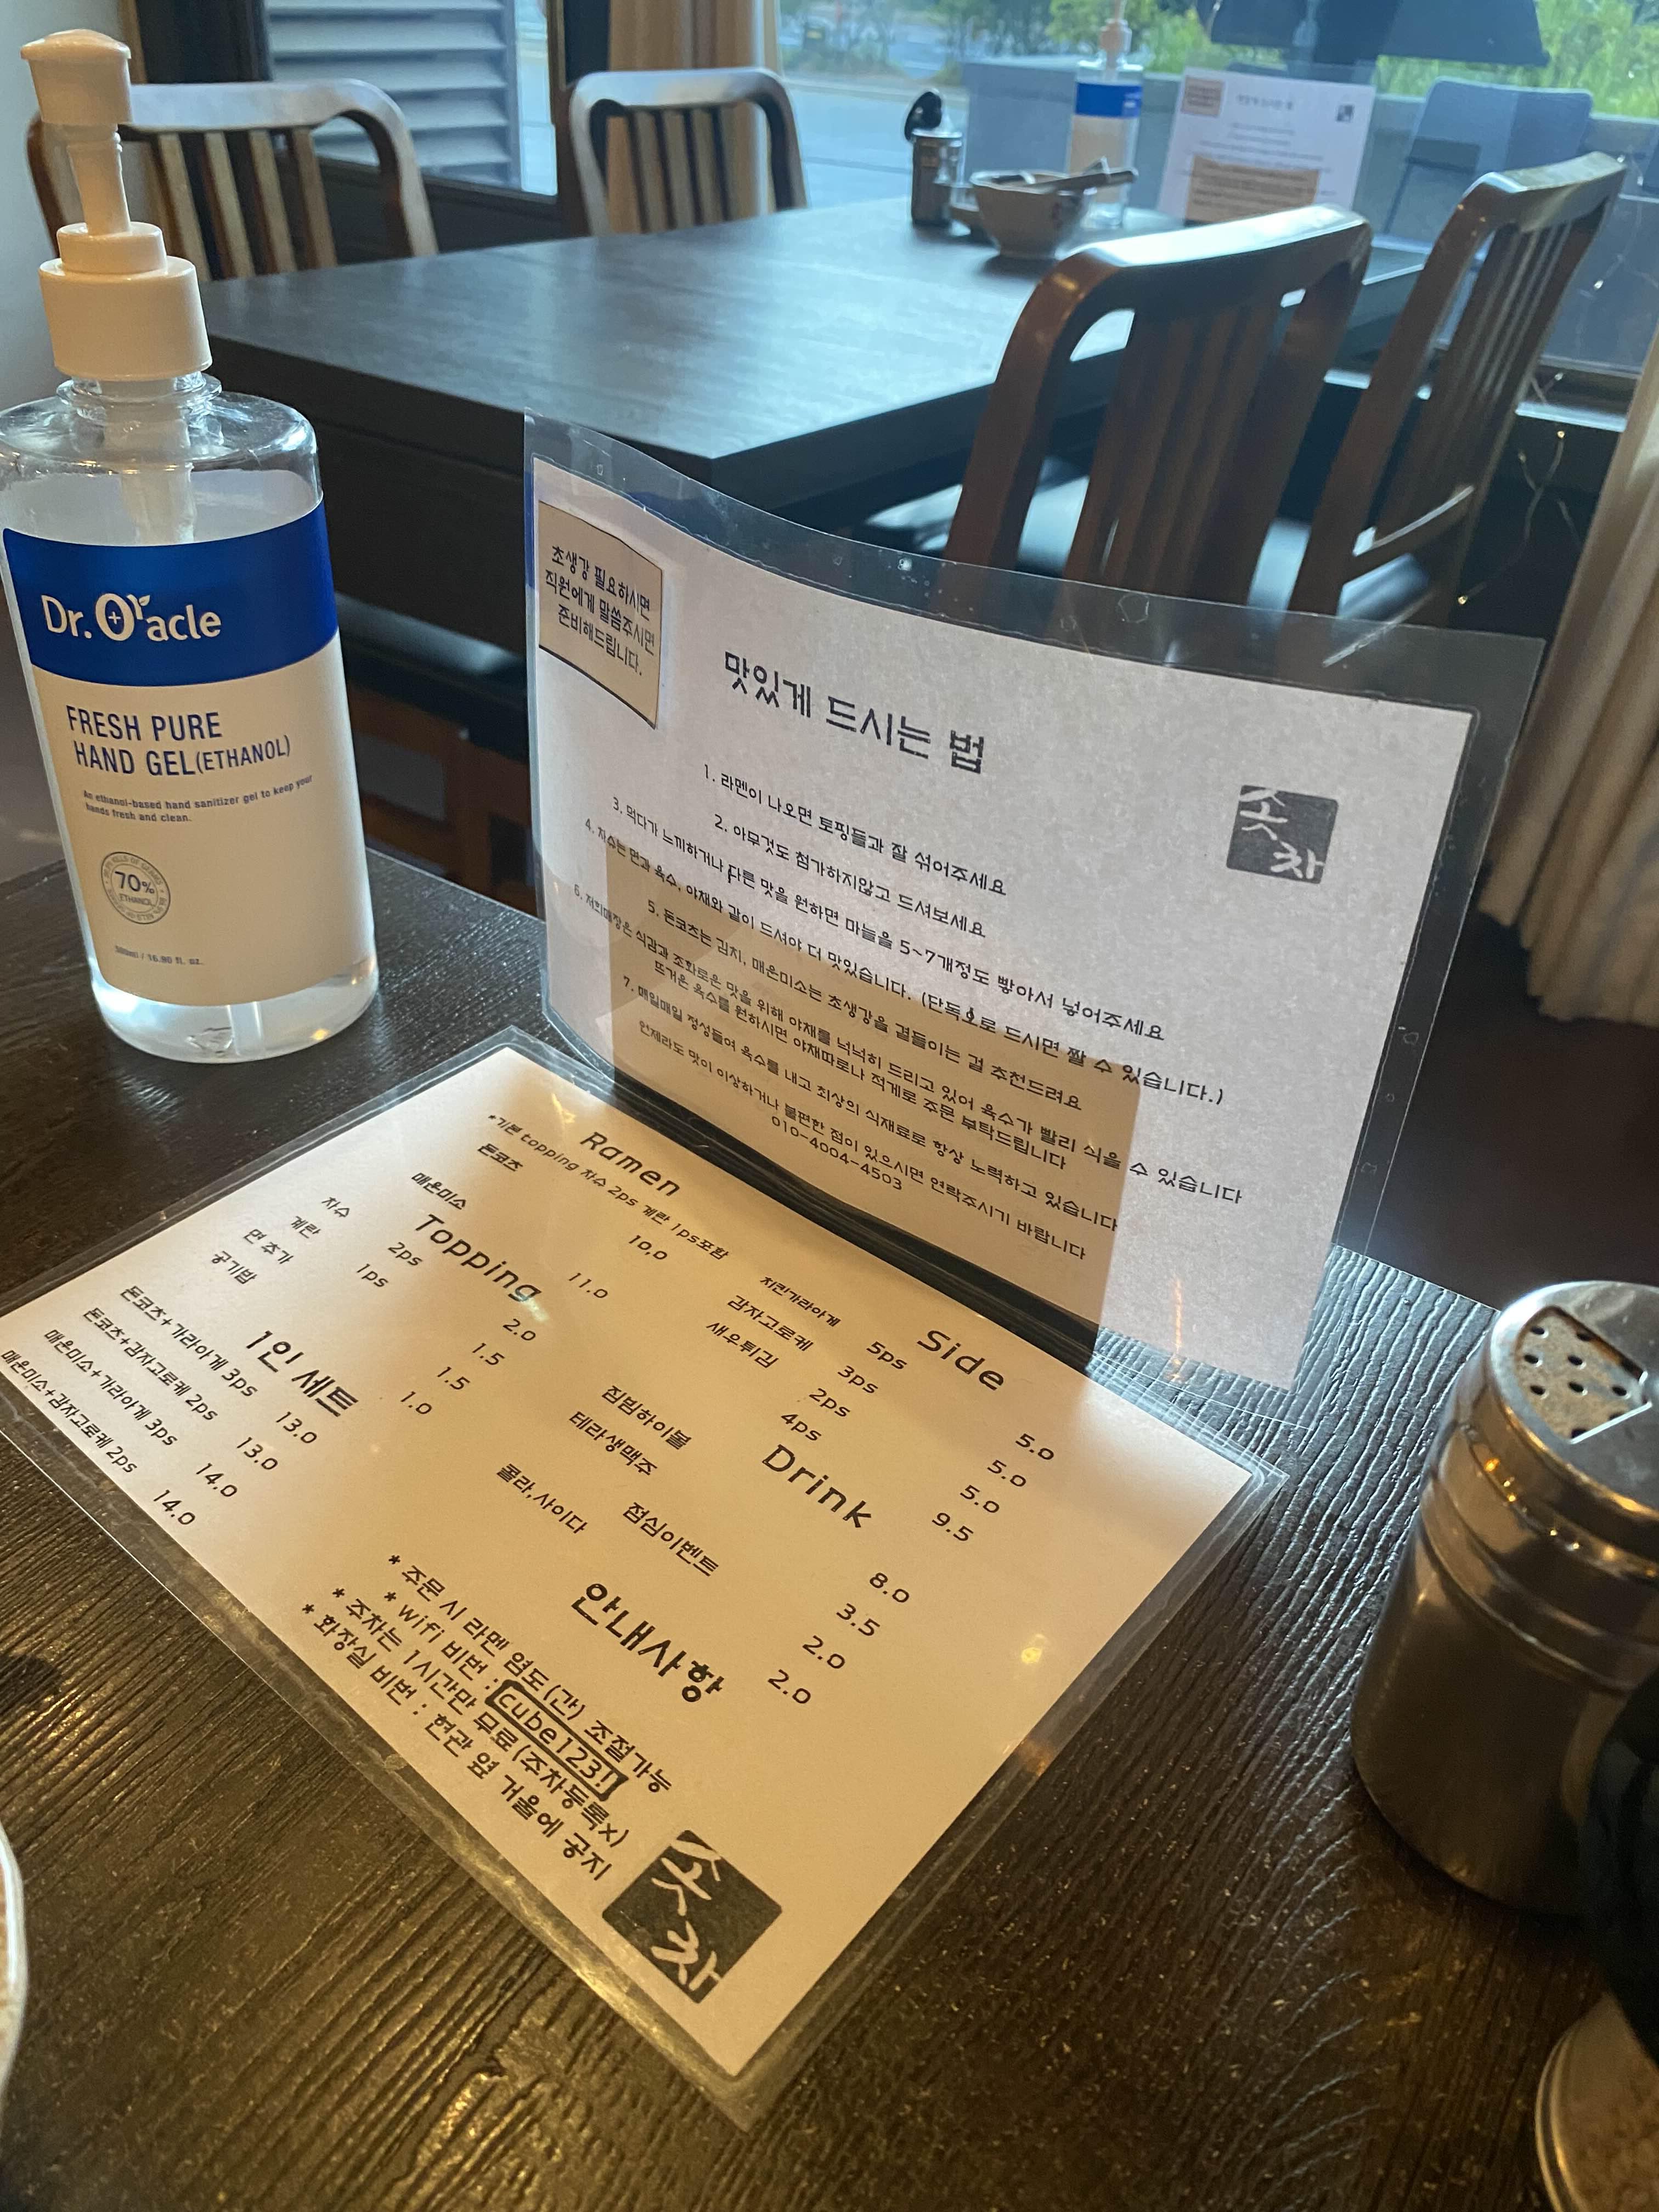 Dr. Oracle
FRESH PURE
HAND GEL(ETHANOL)
An ethanol-based hand sanitizer gel to keep your
hands fresh and clean.
70%
ETHANOL
500ml / 16.90 fl. oz.
초생강 필요하시면
직원에게 말씀주시면
준비해드립니다.
맛있게 드시는 법
솟
차
1. 라멘이 나오면 토핑들과 잘 섞어주세요
2. 아무것도 첨가하지않고 드셔보세요
3. 먹다가 느끼하거나 다른 맛을 원하면 마늘을 5~7개정도 빻아서 넣어주세요
4. 차수는 면과 육수, 야채와 같이 드셔야 더 맛있습니다. (단독으로 드시면 짤 수 있습니다.)
5. 돈코츠는 김치, 매운미소는 초생강을 곁들이는 걸 추천드려요
6. 저희매장은 식감과 조화로운 맛을 위해 야채를 넉넉히 드리고 있어 육수가 빨리 식을 수 있습니다
뜨거운 육수를 원하시면 야채따로나 적게로 주문 부탁드립니다
7. 매일매일 정성들여 육수를 내고 최상의 식재료로 항상 노력하고 있습니다
언제라도 맛이 이상하거나 불편한 점이 있으시면 연락주시기 바랍니다
010-4004-4503
Ramen
*기본 topping 차수 2ps 계란 1ps포함
돈코츠 10.0
매운미소 11.0
Topping
차수 2ps 2.0
계란 1ps 1.5
면 추가 1.5
공기밥 1.0
1인 세트
돈코츠+가라아게 3ps 13.0
돈코츠+감자고로케 2ps 13.0
매운미소+가라아게 3ps 14.0
매운미소+감자고로케 2ps 14.0
Side
치킨가라아게 5ps 5.0
감자고로케 3ps 5.0
새우튀김 2ps 5.0
4ps 9.5
Drink
짐빔하이볼 8.0
테라생맥주 3.5
점심이벤트 2.0
콜라,사이다 2.0
안내사항
* 주문 시 라멘 염도(간) 조절가능
* wifi 비번 : cube123!
* 주차는 1시간만 무료(주차등록x)
* 화장실 비번 : 현관 옆 거울에 공지
솟
차